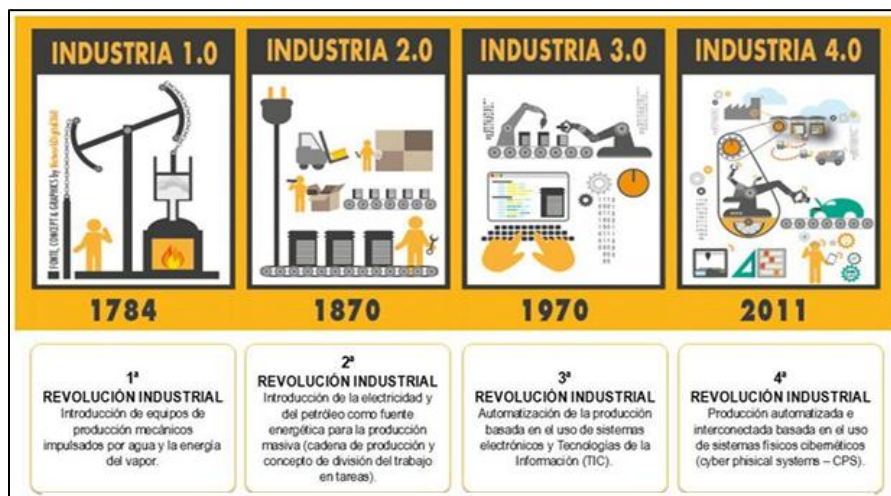 INDUSTRIA 1.0
INDUSTRIA 2.0
INDUSTRIA 3.0
INDUSTRIA 4.0
FONTE, CONCEPT & GRAPHICS by
1784
1870
1970
2011
1ª
REVOLUCIÓN INDUSTRIAL
Introducción de equipos de
producción mecánicos
impulsados por agua y la energía
del vapor.
2ª
REVOLUCIÓN INDUSTRIAL
Introducción de la electricidad y
del petróleo como fuente
energética para la producción
masiva (cadena de producción y
concepto de división del trabajo
en tareas).
3ª
REVOLUCIÓN INDUSTRIAL
Automatización de la producción
basada en el uso de sistemas
electrónicos y Tecnologías de la
Información (TIC).
4ª
REVOLUCIÓN INDUSTRIAL
Producción automatizada e
interconectada basada en el uso
de sistemas físicos cibernéticos
(cyber phisical systems – CPS).